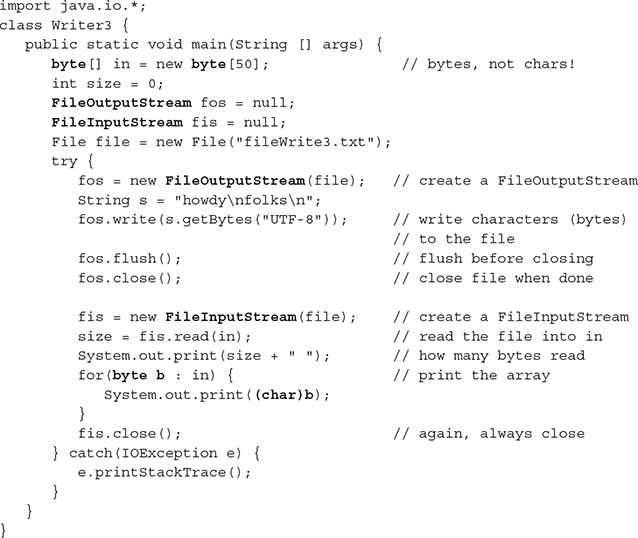 import java.io.*;
class Writer3 {
   public static void main(String [] args) {
      byte[] in = new byte[50];               // bytes, not chars!
      int size = 0;
      FileOutputStream fos = null;
      FileInputStream fis = null;
      File file = new File("fileWrite3.txt");
      try {
         fos = new FileOutputStream(file);   // create a FileOutputStream
         String s = "howdy\nfolks\n";
         fos.write(s.getBytes("UTF-8"));     // write characters (bytes)
                                             // to the file
         fos.flush();                        // flush before closing
         fos.close();                        // close file when done

         fis = new FileInputStream(file);    // create a FileInputStream
         size = fis.read(in);                // read the file into in
         System.out.print(size + " ");       // how many bytes read
         for(byte b : in) {                  // print the array
            System.out.print((char)b);
         }
         fis.close();                        // again, always close
      } catch(IOException e) {
         e.printStackTrace();
      }
   }
}